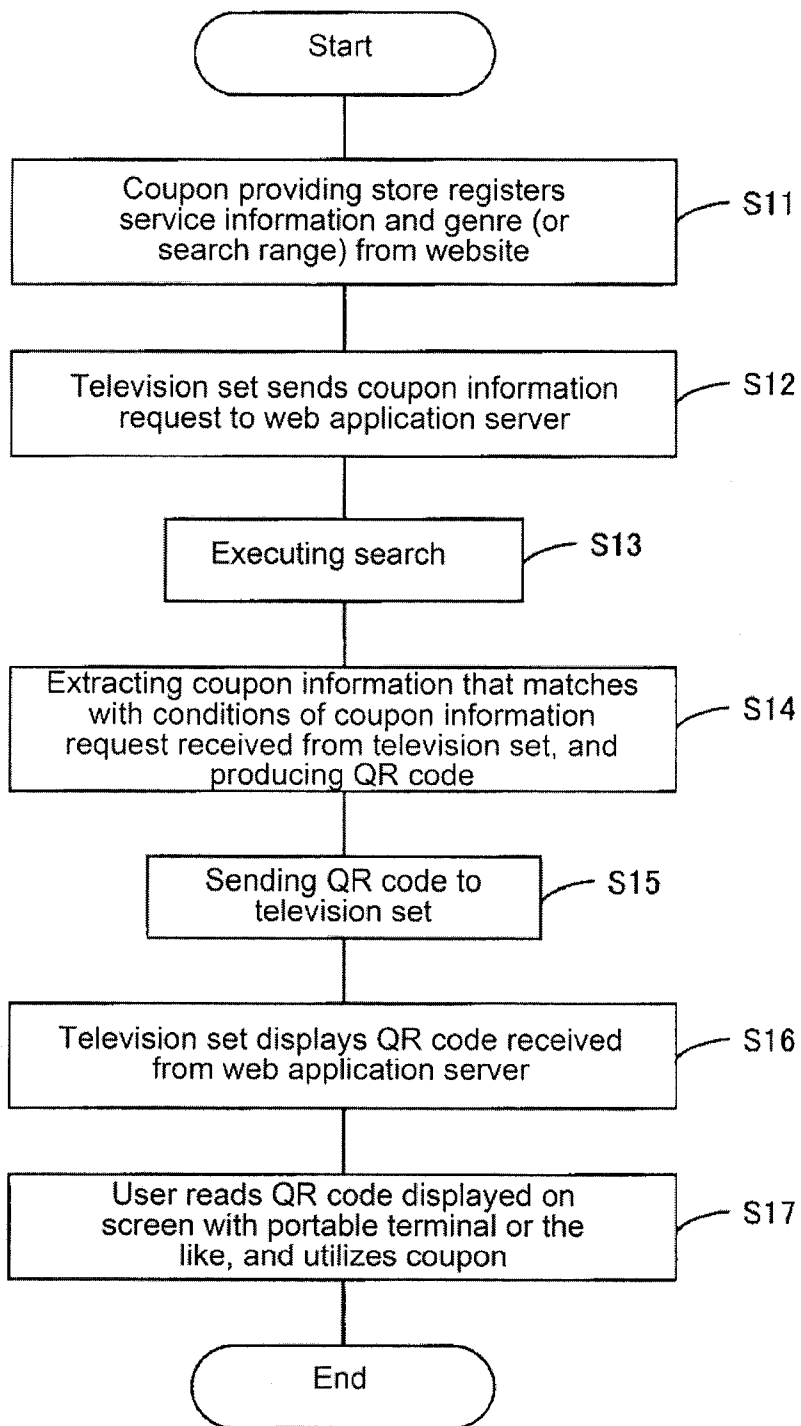 Start
Coupon providing store registers
service information and genre (or
search range) from website
S11
Television set sends coupon information
request to web application server
S12
Executing search
S13
Extracting coupon information that matches
with conditions of coupon information
request received from television set, and
producing QR code
S14
Sending QR code to
television set
S15
Television set displays QR code received
from web application server
S16
User reads QR code displayed on
screen with portable terminal or the
like, and utilizes coupon
S17
End